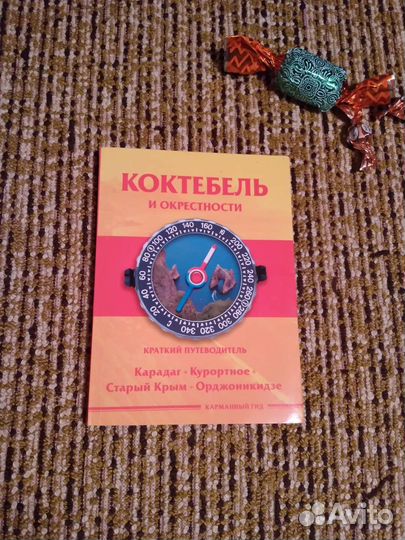 КОКТЕБЕЛЬ
И ОКРЕСТНОСТИ
КРАТКИЙ ПУТЕВОДИТЕЛЬ
Карадаг - Курортное -
Старый Крым - Орджоникидзе
КАРМАННЫЙ ГИД
Avito